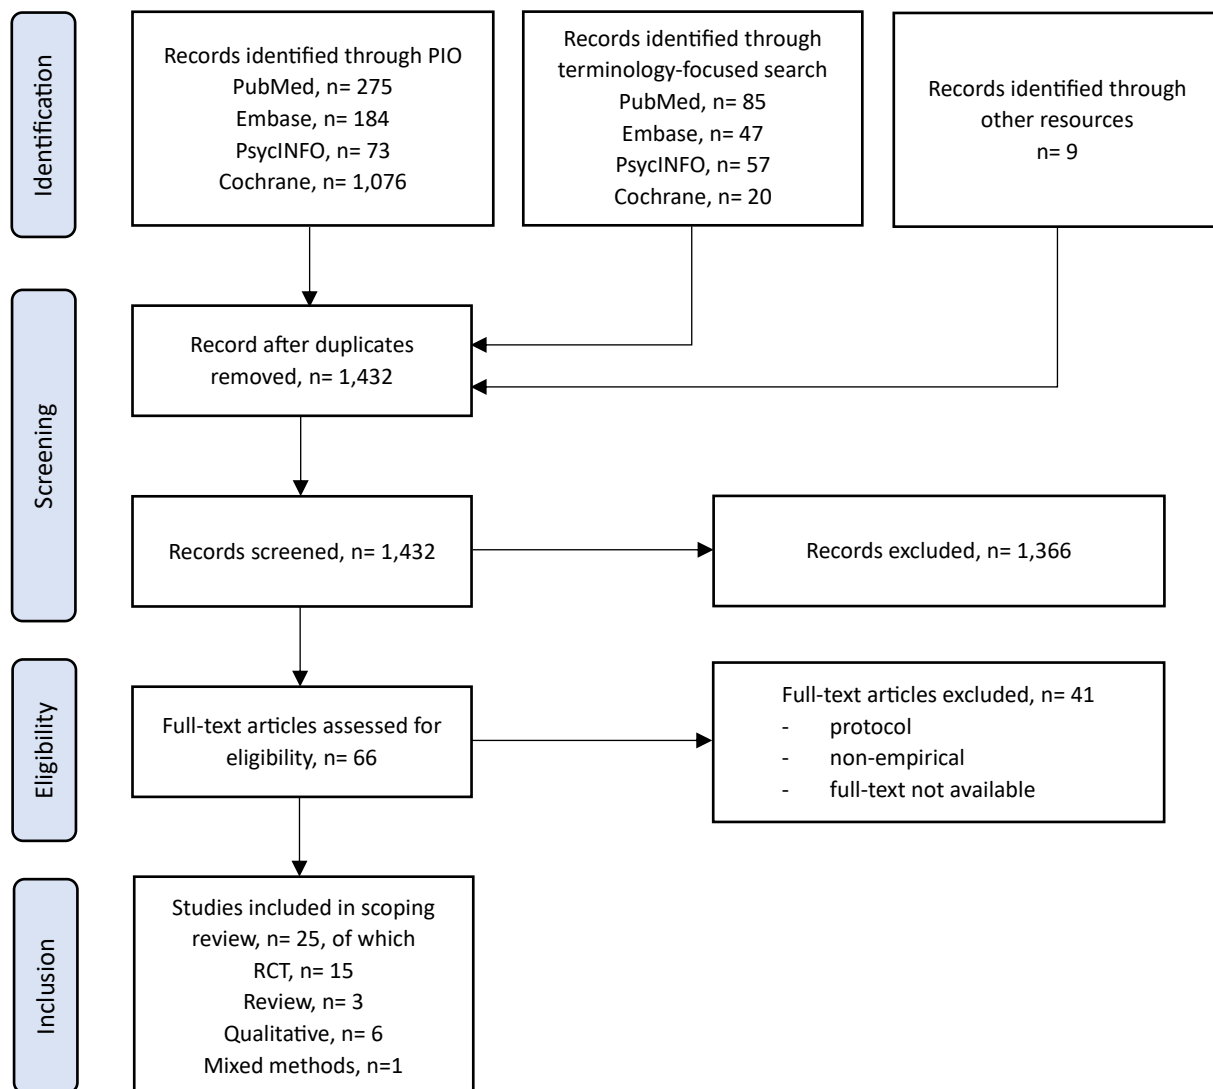 Identification
Records identified through PIO
PubMed, n= 275
Embase, n= 184
PsycINFO, n= 73
Cochrane, n= 1,076
Records identified through
terminology-focused search
PubMed, n= 85
Embase, n= 47
PsycINFO, n= 57
Cochrane, n= 20
Records identified through
other resources
n= 9
Screening
Record after duplicates
removed, n= 1,432
Records screened, n= 1,432
Records excluded, n= 1,366
Eligibility
Full-text articles assessed for
eligibility, n= 66
Full-text articles excluded, n= 41
- protocol
- non-empirical
- full-text not available
Inclusion
Studies included in scoping
review, n= 25, of which
RCT, n= 15
Review, n= 3
Qualitative, n= 6
Mixed methods, n=1